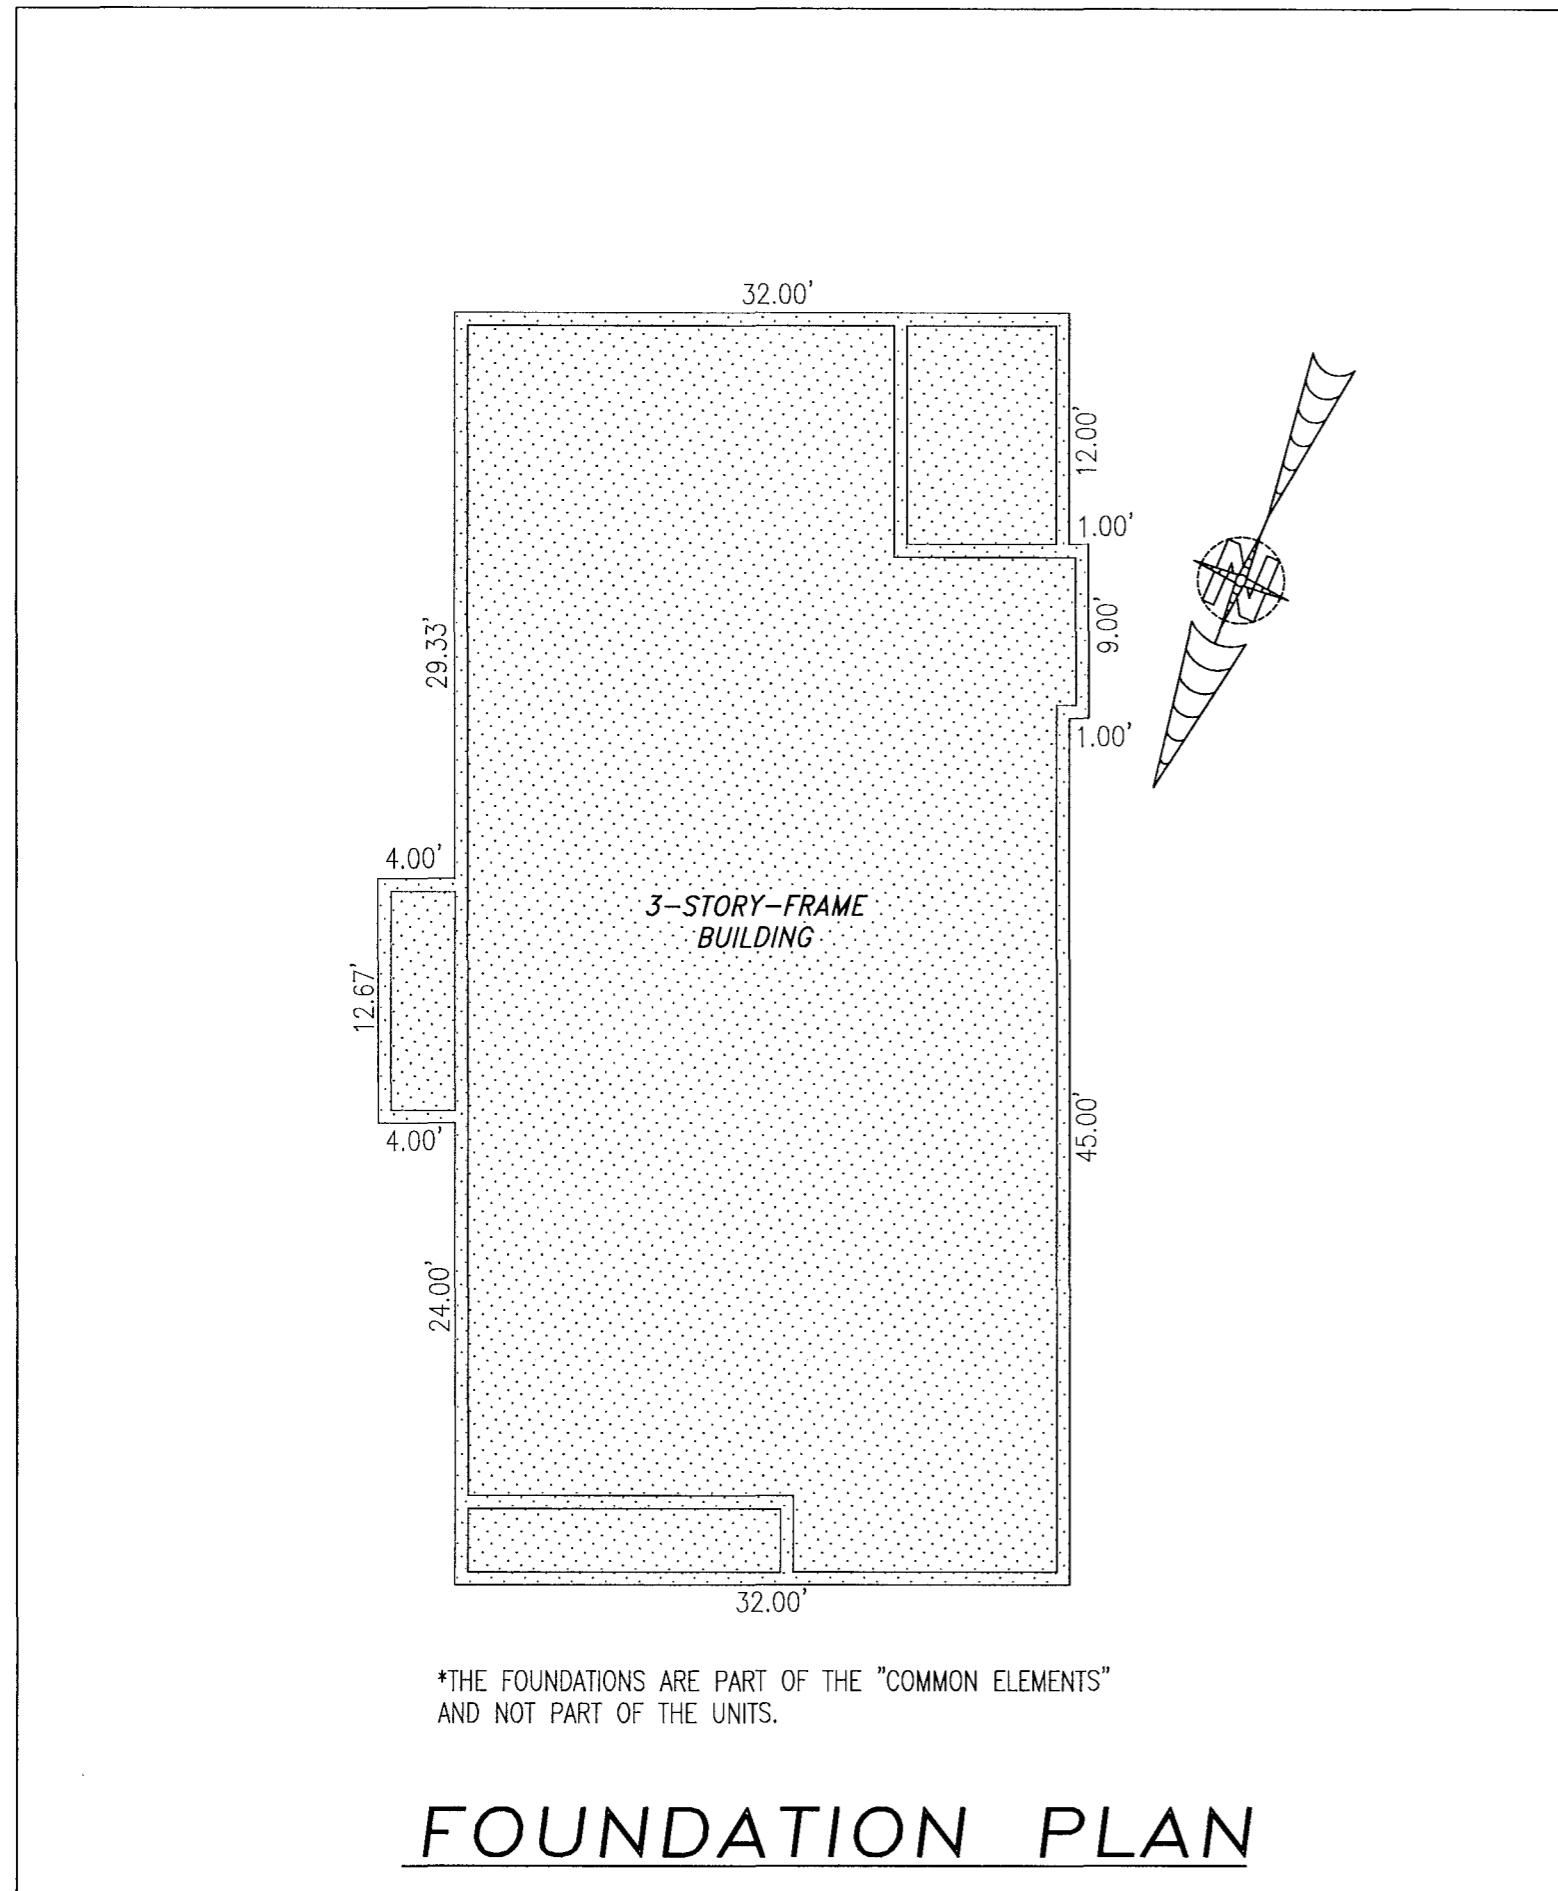 32.00'
12.00'
1.00'
9.00'
29.33'
1.00'
4.00'
3-STORY-FRAME
BUILDING
12.67'
4.00'
45.00'
24.00'
32.00'
N
*THE FOUNDATIONS ARE PART OF THE "COMMON ELEMENTS"
AND NOT PART OF THE UNITS.
FOUNDATION PLAN